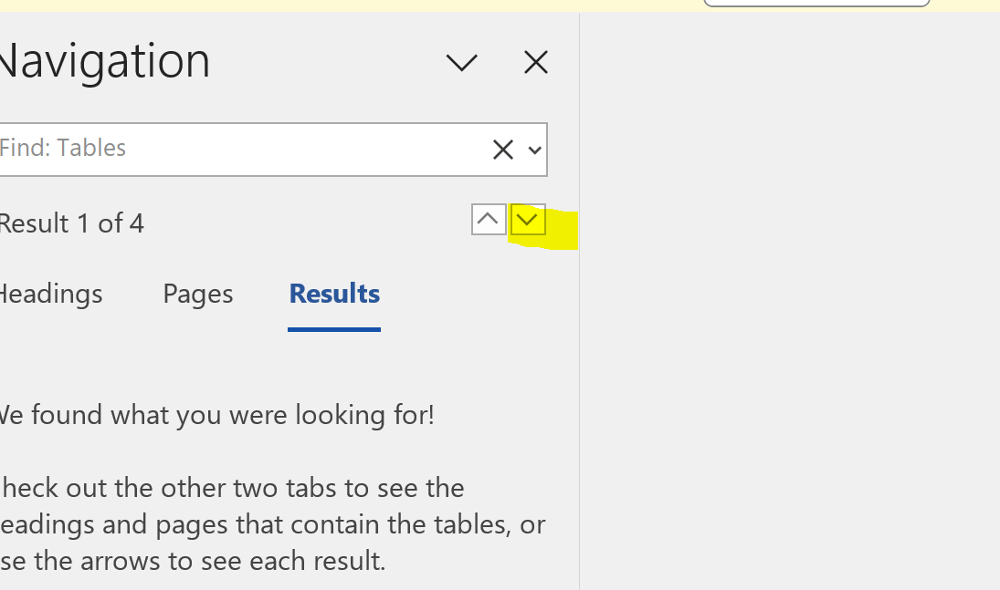 Navigation
Find: Tables
Result 1 of 4
Headings Pages Results
We found what you were looking for!
heck out the other two tabs to see the
eadings and pages that contain the tables, or
se the arrows to see each result.